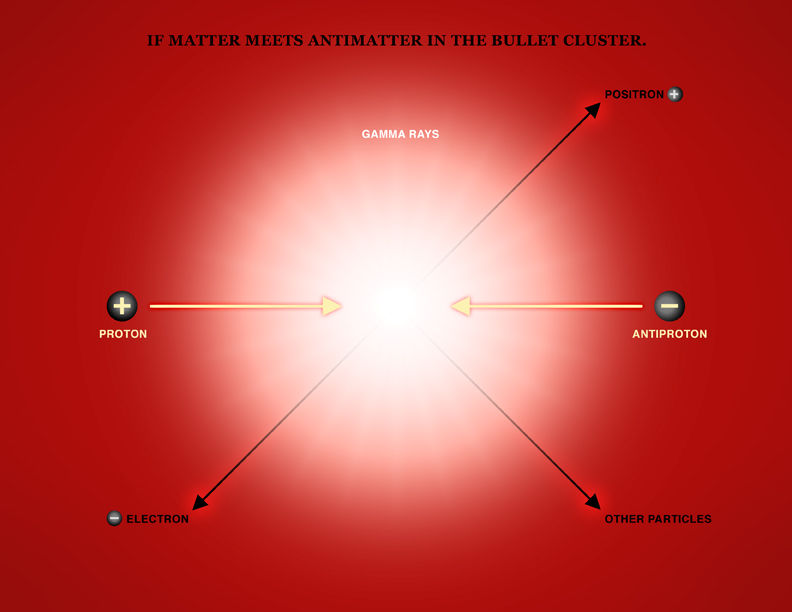 IF MATTER MEETS ANTIMATTER IN THE BULLET CLUSTER.
POSITRON +
GAMMA RAYS
+
−
PROTON
ANTIPROTON
− ELECTRON
OTHER PARTICLES